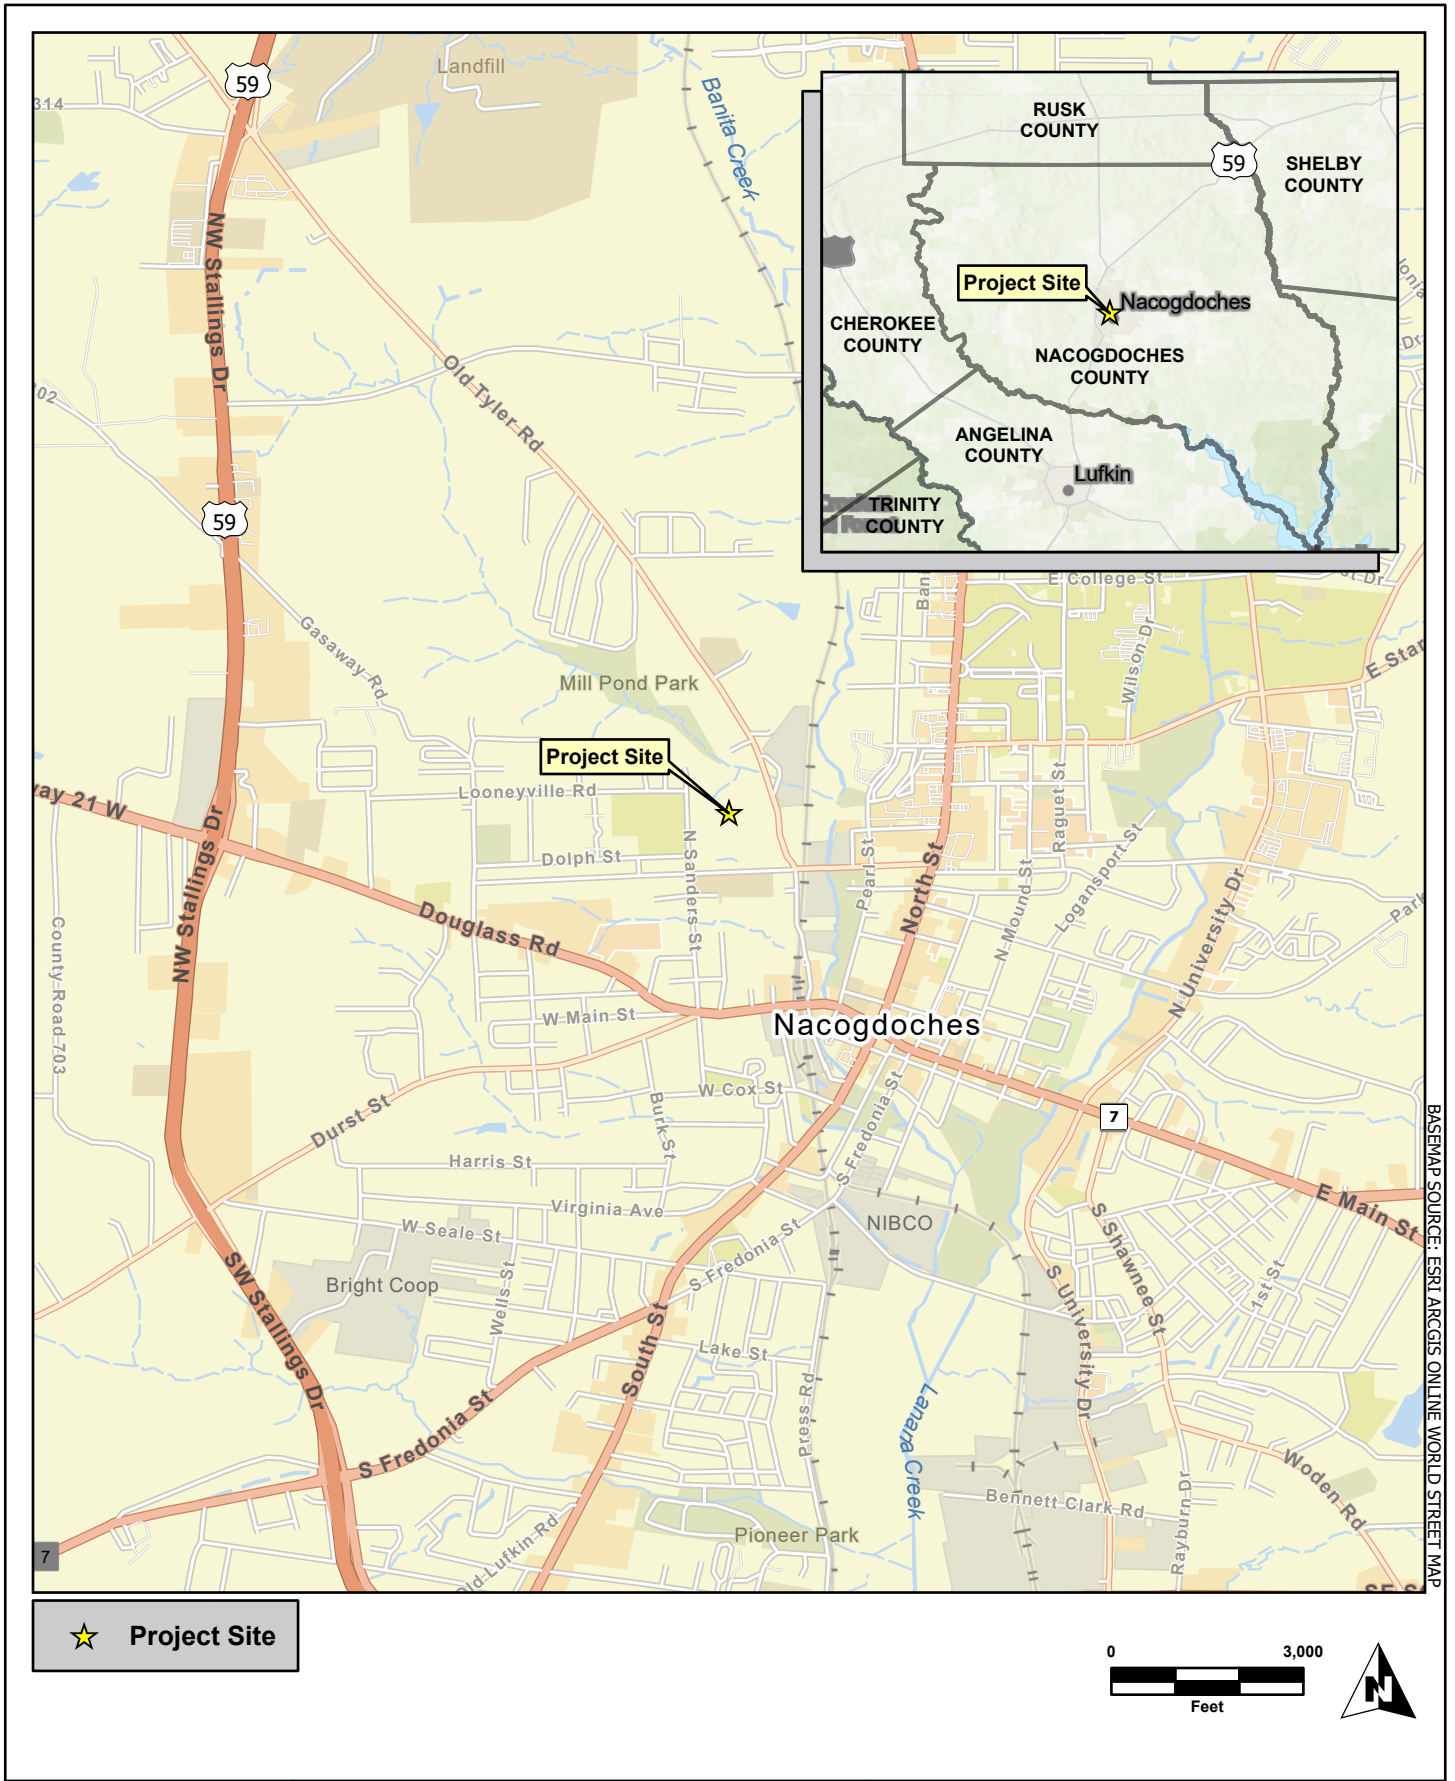 59
Landfill
314
Banita Creek
RUSK
COUNTY
59
SHELBY
COUNTY
Project Site
Nacogdoches
CHEROKEE
COUNTY
NACOGDOCHES
COUNTY
ANGELINA
COUNTY
Lufkin
TRINITY
COUNTY
NW Stallings Dr
Old Tyler Rd
59
E College St
Wilson Dr
E Star
Gasaway Rd
Mill Pond Park
Project Site
Looneyville Rd
way 21 W
NW Stallings Dr
Dolph St
N Sanders St
Pearl St
North St
Raguet St
N Mound St
Logansport St
N University Dr
Park
Douglass Rd
County Road 703
W Main St
Nacogdoches
W Cox St
Burk St
S Fredonia St
7
Durst St
Harris St
Virginia Ave
W Seale St
NIBCO
E Main St
S Shawnee St
1st St
Bright Coop
Wells St
S Fredonia St
SW Stallings Dr
South St
Lake St
S University Dr
Press Rd
Lanana Creek
S Fredonia St
Woden Rd
Bennett Clark Rd
Rayburn Dr
Old Lufkin Rd
Pioneer Park
7
BASEMAP SOURCE: ESRI ARCGIS ONLINE WORLD STREET MAP
Project Site
0 3,000
Feet
N